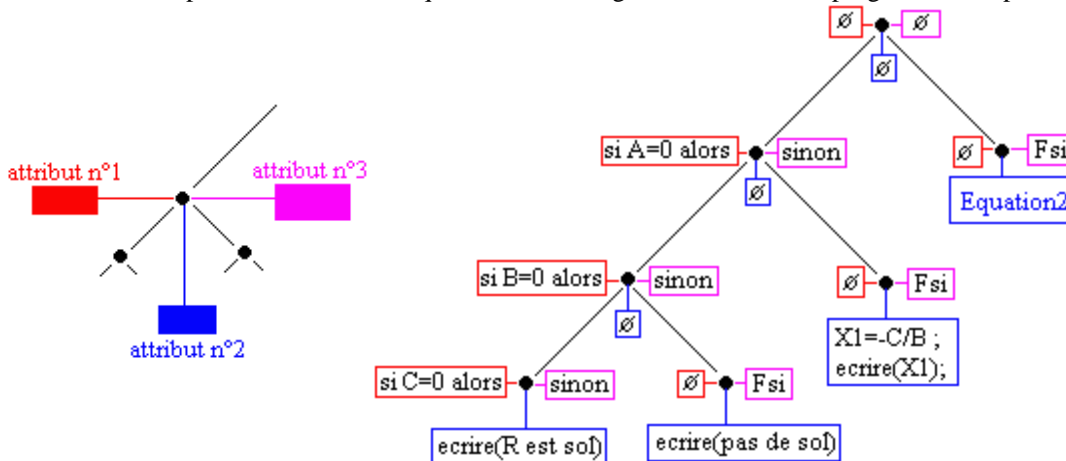 Ø Ø
Ø
si A=0 alors sinon
Ø
Ø Fsi
Equation2
attribut n°1
attribut n°3
attribut n°2
si B=0 alors sinon
Ø
Ø Fsi
X1=-C/B ;
ecrire(X1);
si C=0 alors sinon
ecrire(R est sol)
Ø Fsi
ecrire(pas de sol)